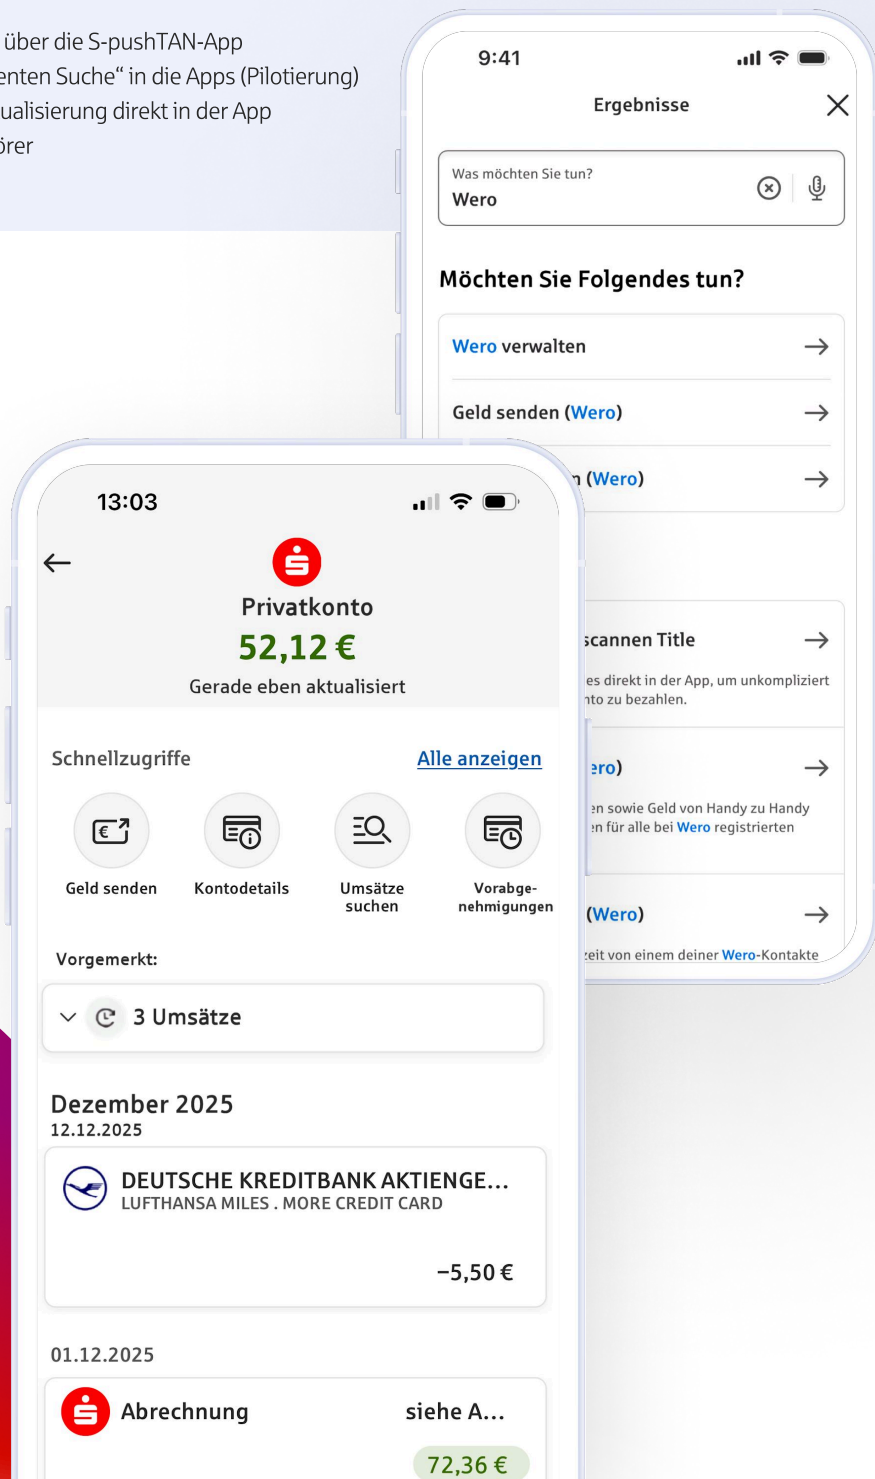 über die S-pushTAN-App
enten Suche“ in die Apps (Pilotierung)
ualisierung direkt in der App
örer
9:41
Ergebnisse
Was möchten Sie tun?
Wero
Möchten Sie Folgendes tun?
Wero verwalten
Geld senden (Wero)
n (Wero)
scannen Title
es direkt in der App, um unkompliziert
nto zu bezahlen.
ero)
en sowie Geld von Handy zu Handy
en für alle bei Wero registrierten
(Wero)
zeit von einem deiner Wero-Kontakte
13:03
Privatkonto
52,12 €
Gerade eben aktualisiert
Schnellzugriffe
Alle anzeigen
Geld senden
Kontodetails
Umsätze
suchen
Vorabge-
nehmigungen
Vorgemerkt:
3 Umsätze
Dezember 2025
12.12.2025
DEUTSCHE KREDITBANK AKTIENGE...
LUFTHANSA MILES . MORE CREDIT CARD
−5,50 €
01.12.2025
Abrechnung siehe A...
72,36 €